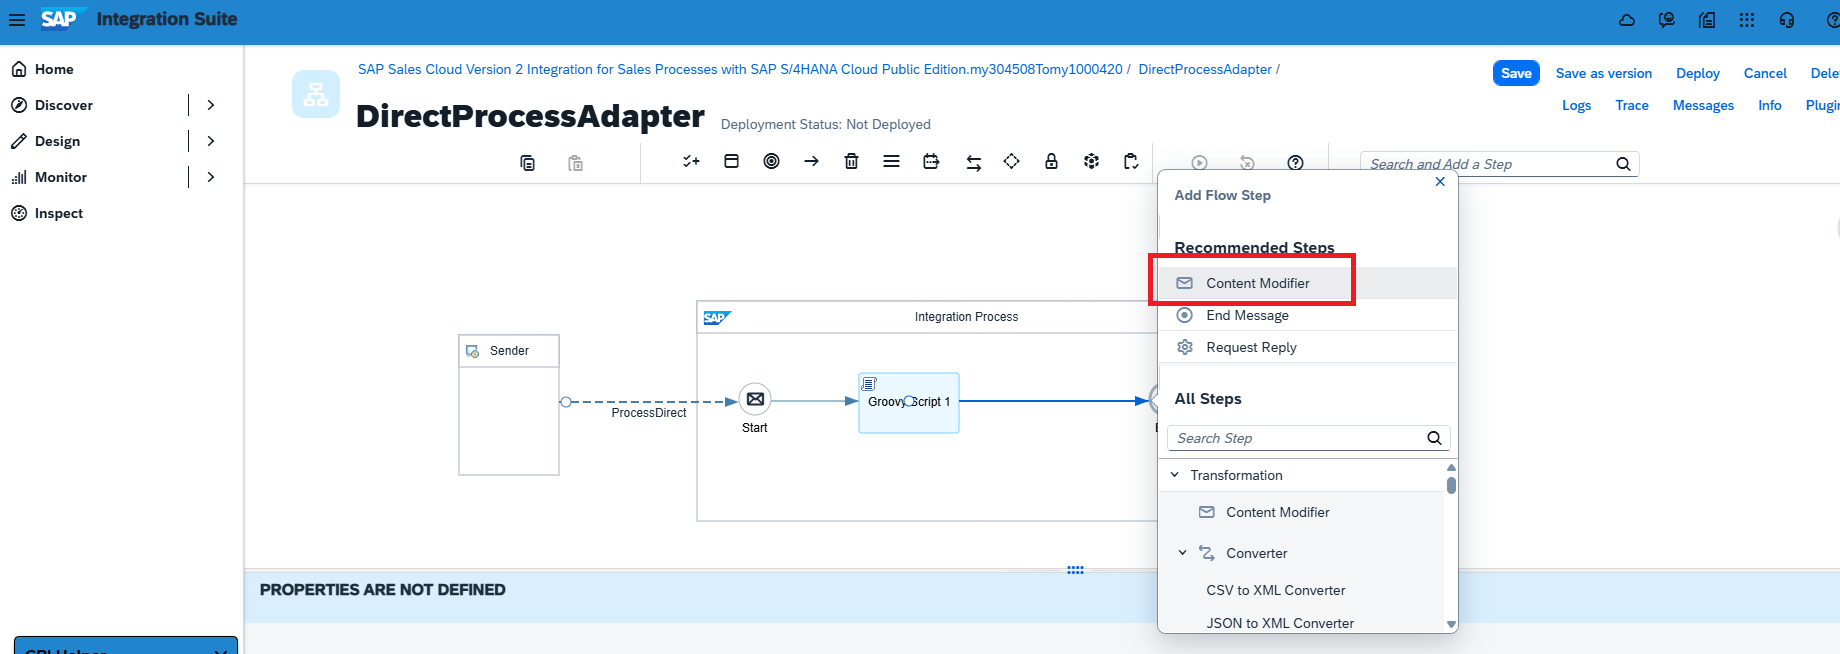 SAP Integration Suite
Home
Discover
Design
Monitor
Inspect
SAP Sales Cloud Version 2 Integration for Sales Processes with SAP S/4HANA Cloud Public Edition.my304508Tomy1000420 / DirectProcessAdapter /
DirectProcessAdapter
Deployment Status: Not Deployed
Save
Save as version
Deploy
Cancel
Dele
Logs
Trace
Messages
Info
Plugin
Search and Add a Step
Add Flow Step
Recommended Steps
Content Modifier
End Message
Request Reply
All Steps
Search Step
Transformation
Content Modifier
Converter
CSV to XML Converter
JSON to XML Converter
SAP
Integration Process
Sender
ProcessDirect
Start
Groovy Script 1
PROPERTIES ARE NOT DEFINED